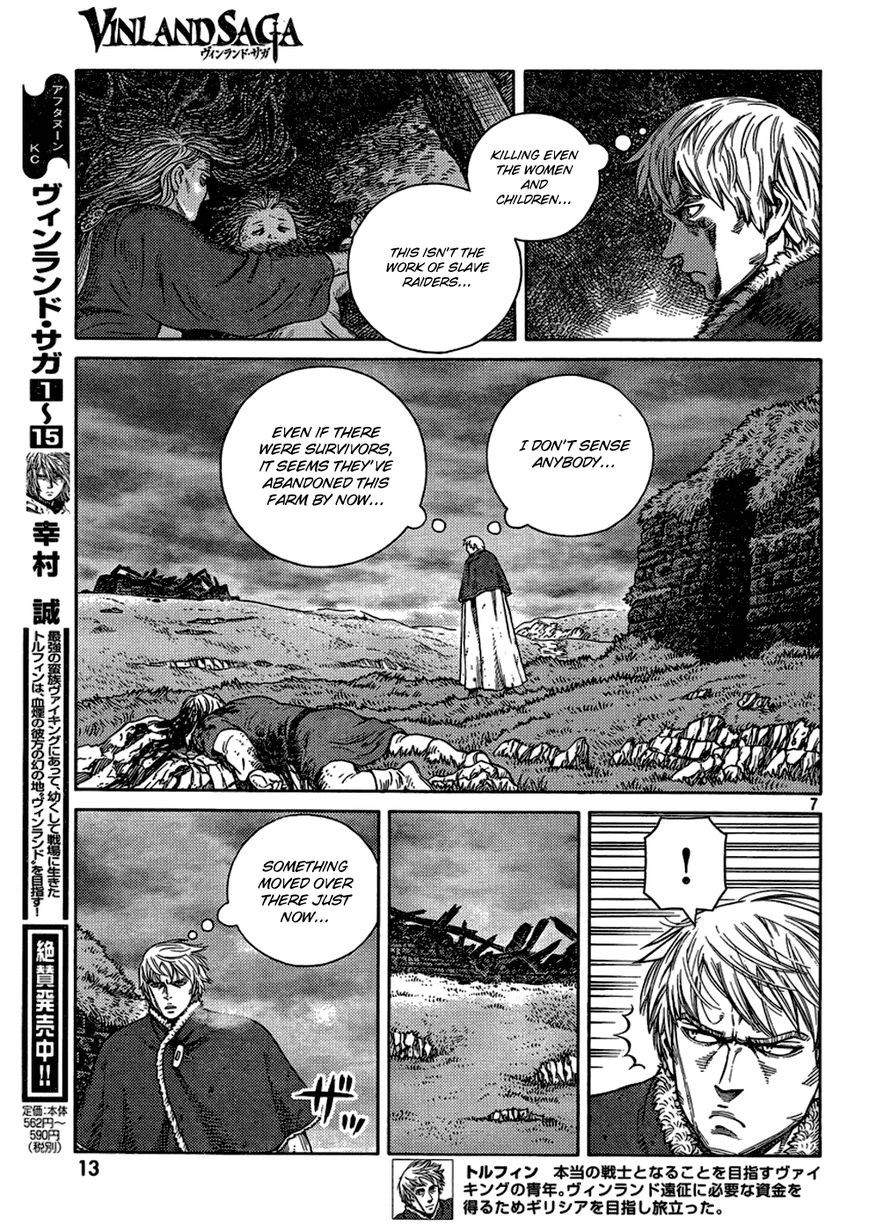 VINLAND SAGA
ヴィンランド・サガ
KILLING EVEN
THE WOMEN
AND
CHILDREN...
THIS ISN'T THE
WORK OF SLAVE
RAIDERS...
I DON'T SENSE
ANYBODY...
EVEN IF THERE
WERE SURVIVORS,
IT SEEMS THEY'VE
ABANDONED THIS
FARM BY NOW...
7
!
SOMETHING
MOVED OVER
THERE JUST
NOW...
ザッ
アフタヌーン
KC
ヴィンランド・サガ
1
〜
15
幸村 誠
最強の蛮族ヴァイキングにあって、幼くして戦場に生きた
トルフィンは、血煙の彼方の幻の地“ヴィンランド”を目指す!
絶賛発売中!!
定価:本体
562円〜
590円
(税別)
13
トルフィン 本当の戦士となることを目指すヴァイ
キングの青年。ヴィンランド遠征に必要な資金を
得るためギリシアを目指し旅立った。